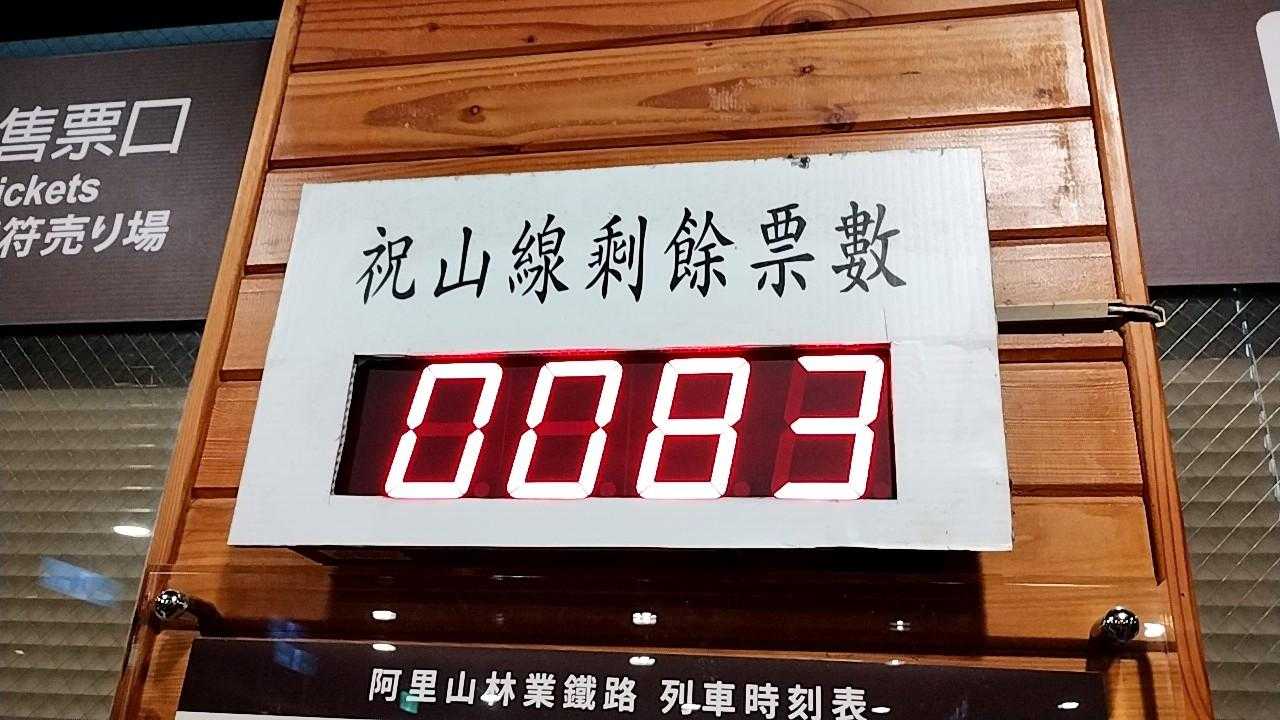 售票口
ickets
符売り場
祝山線剩餘票數
0083
阿里山林業鐵路 列車時刻表